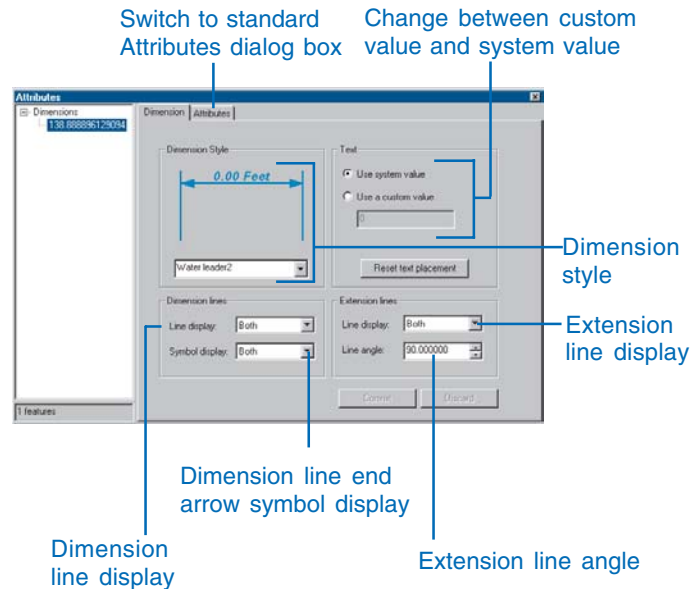 Switch to standard
Attributes dialog box
Change between custom
value and system value
Attributes
Dimensions
138.888896129094
Dimension
Attributes
Dimension Style
0.00 Feet
Water leader2
Text
Use system value
Use a custom value
0
Reset text placement
Dimension
style
Dimension lines
Line display: Both
Symbol display: Both
Extension lines
Line display: Both
Line angle: 90.000000
Extension
line display
Commit
Discard
1 features
Dimension line end
arrow symbol display
Dimension
line display
Extension line angle